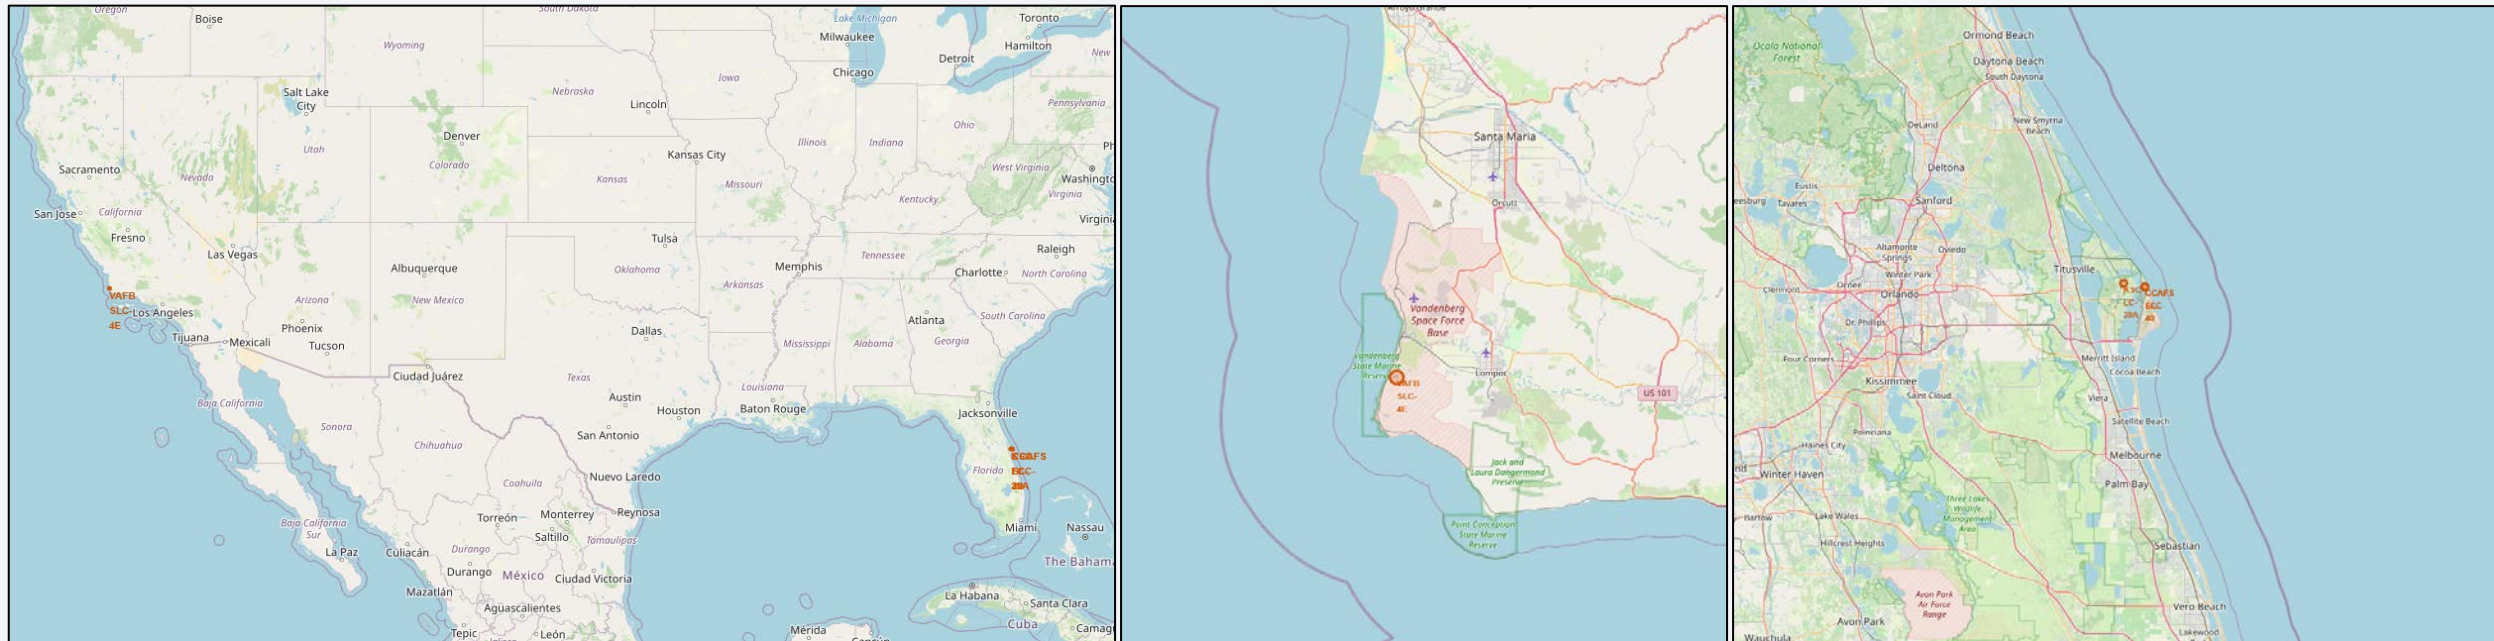 Oregon
Boise
South Dakota
Lake Michigan
Toronto
Wyoming
Milwaukee
Hamilton
New
Iowa
Detroit
Chicago
Salt Lake
City
Nebraska
Lincoln
Pennsylvania
Denver
Ohio
Utah
Illinois
Indiana
Sacramento
Nevada
Colorado
Kansas City
West Virginia
Washingto
Kansas
Missouri
Virginia
San Jose
California
Kentucky
Virgini
Fresno
Las Vegas
Tulsa
Raleigh
Albuquerque
Oklahoma
Memphis
Tennessee
Charlotte
North Carolina
VAFB
SLC-
4E
Los Angeles
Arizona
New Mexico
Arkansas
South Carolina
Phoenix
Atlanta
Tijuana
Mexicali
Tucson
Dallas
Mississippi
Alabama
Georgia
Ciudad Juárez
Texas
Louisiana
Baja California
Austin
Houston
Baton Rouge
Jacksonville
Sonora
Chihuahua
San Antonio
Florida
Nuevo Laredo
Coahuila
Baja California
Sur
Torreón
Monterrey
Reynosa
Saltillo
Tamaulipas
Miami
Nassau
La Paz
Culiacán
Durango
The Baham
Durango
México
Ciudad Victoria
Mazatlán
La Habana
Santa Clara
Aguascalientes
Cuba
Camag
Tepic
León
Mérida
Cancún
Arroyo Grande
Santa Maria
Orcutt
Vandenberg
Space Force
Base
Vandenberg
State Marine
Reserve
Lompoc
VAFB
SLC-
4E
US 101
Jack and
Laura Dangermond
Preserve
Point Conception
State Marine
Reserve
Ocala National
Forest
Ormond Beach
Daytona Beach
South Daytona
DeLand
New Smyrna
Beach
Deltona
Eustis
eesburg
Tavares
Sanford
Altamonte
Springs
Oviedo
Winter Park
Titusville
Clermont
Ocoee
Orlando
Dr. Phillips
Four Corners
Merritt Island
Cocoa Beach
Kissimmee
Saint Cloud
Viera
Satellite Beach
Poinciana
Haines City
Melbourne
nd
Winter Haven
Palm Bay
Three Lakes
Wildlife
Management
Area
Bartow
Lake Wales
Hillcrest Heights
Sebastian
Avon Park
Air Force
Range
Avon Park
Vero Beach
Wauchula
Lakewood